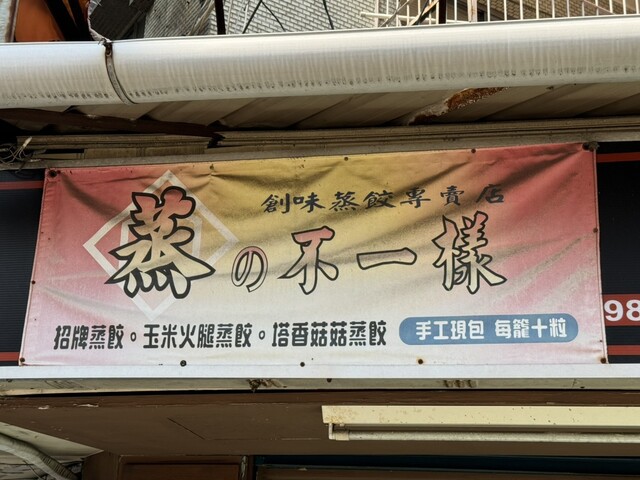 創味蒸餃專賣店
蒸の不一樣
招牌蒸餃。玉米火腿蒸餃。塔香菇菇蒸餃
手工現包 每籠十粒
98